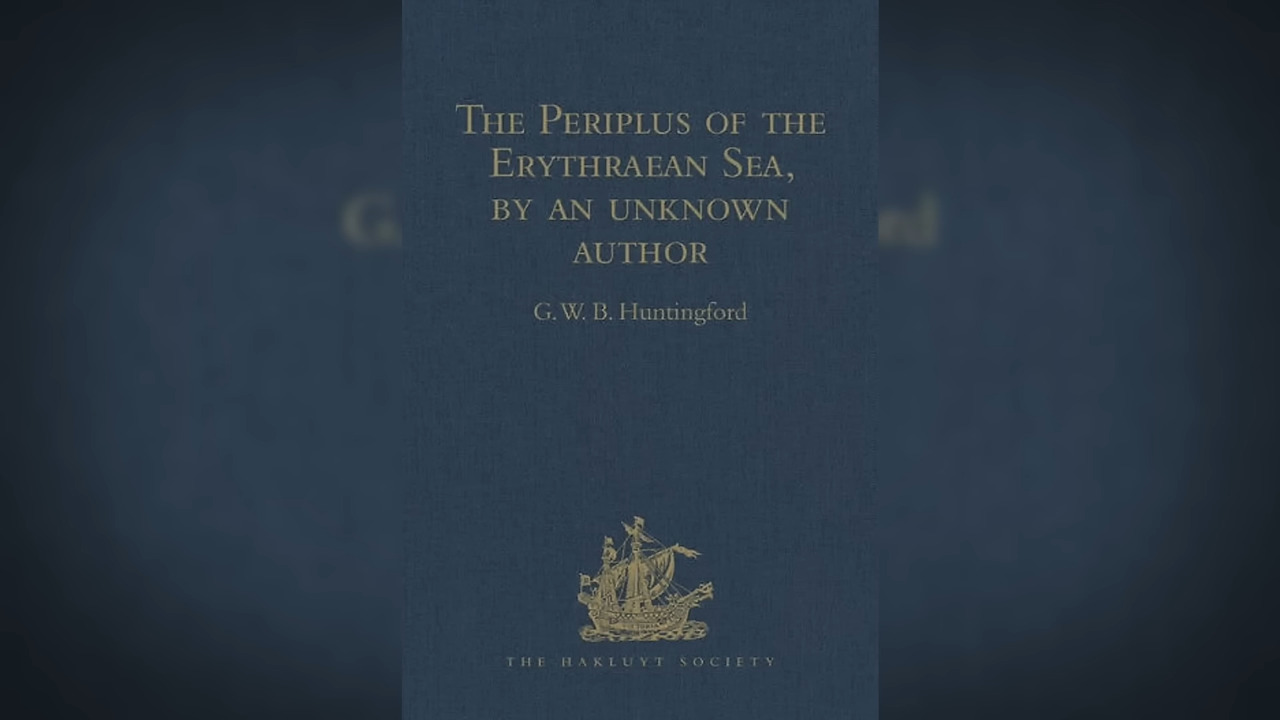 THE PERIPLUS OF THE
ERYTHRAEAN SEA,
BY AN UNKNOWN
AUTHOR
G. W. B. Huntingford
THE HAKLUYT SOCIETY